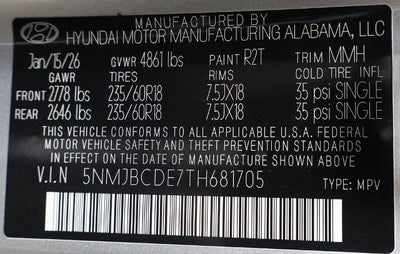 MANUFACTURED BY
HYUNDAI MOTOR MANUFACTURING ALABAMA, LLC
Jan/15/26 GVWR 4861 lbs PAINT R2T TRIM MMH
GAWR TIRES RIMS COLD TIRE INFL
FRONT 2778 lbs 235/60R18 7.5JX18 35 psi SINGLE
REAR 2646 lbs 235/60R18 7.5JX18 35 psi SINGLE
THIS VEHICLE CONFORMS TO ALL APPLICABLE U.S.A. FEDERAL
MOTOR VEHICLE SAFETY AND THEFT PREVENTION STANDARDS
IN EFFECT ON THE DATE OF MANUFACTURE SHOWN ABOVE.
V.I.N 5NMJBCDE7TH681705 TYPE: MPV